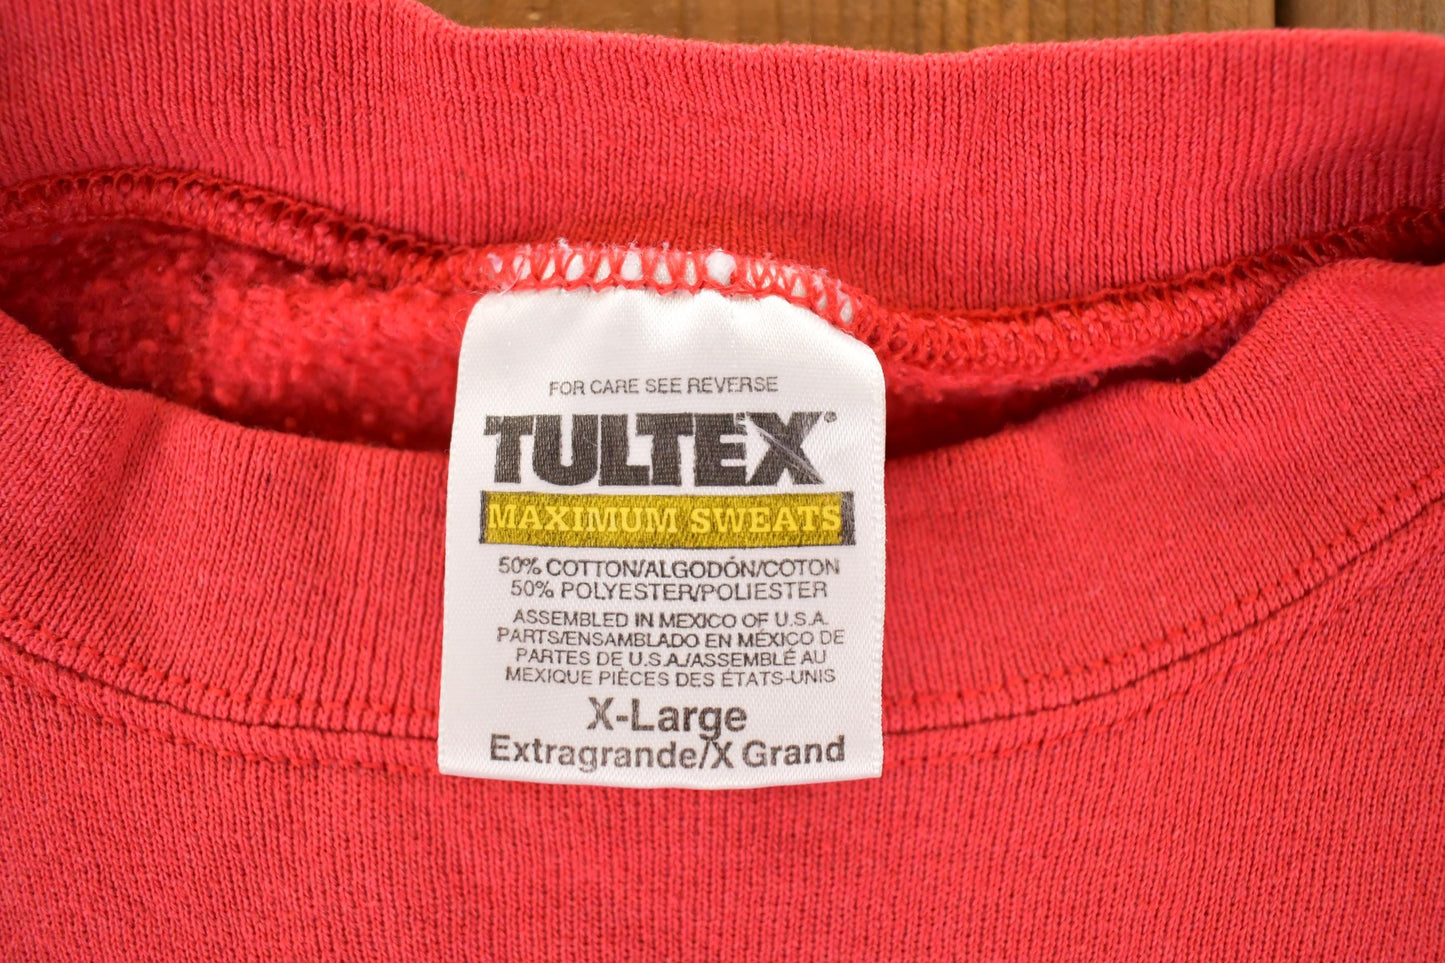 FOR CARE SEE REVERSE
TULTEX®
MAXIMUM SWEATS
50% COTTON/ALGODÓN/COTON
50% POLYESTER/POLIESTER
ASSEMBLED IN MEXICO OF U.S.A.
PARTS/ENSAMBLADO EN MÉXICO DE
PARTES DE U.S.A./ASSEMBLÉ AU
MEXIQUE PIÈCES DES ÉTATS-UNIS
X-Large
Extragrande/X Grand